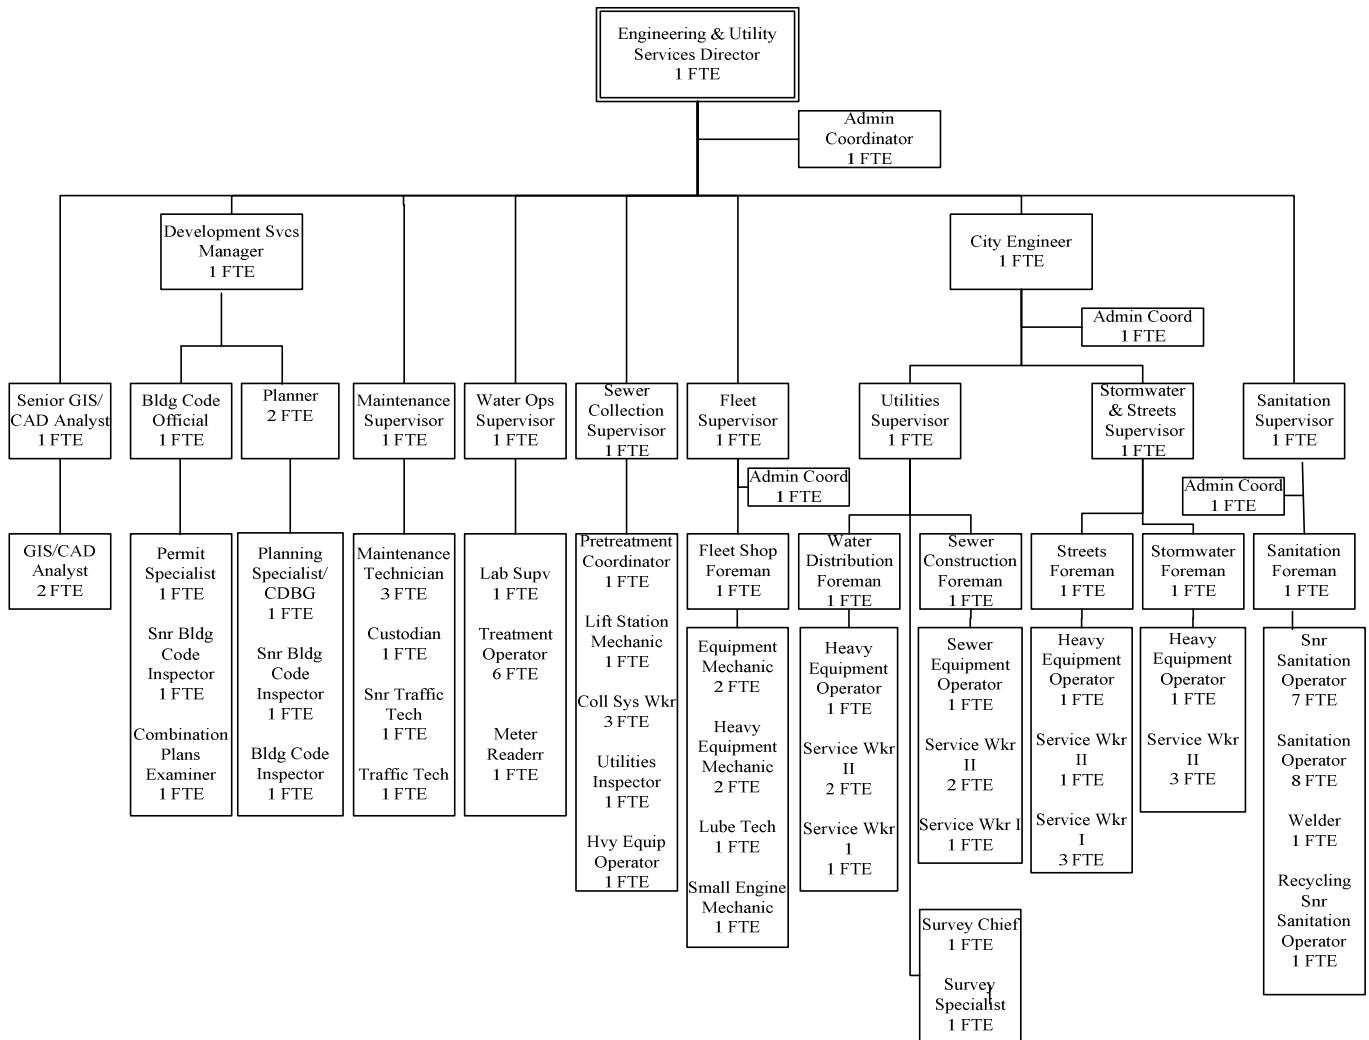 Engineering & Utility
Services Director
1 FTE
Admin
Coordinator
1 FTE
Development Svcs
Manager
1 FTE
City Engineer
1 FTE
Admin Coord
1 FTE
Senior GIS/
CAD Analyst
1 FTE
Bldg Code
Official
1 FTE
Planner
2 FTE
Maintenance
Supervisor
1 FTE
Water Ops
Supervisor
1 FTE
Sewer
Collection
Supervisor
1 FTE
Fleet
Supervisor
1 FTE
Utilities
Supervisor
1 FTE
Stormwater
& Streets
Supervisor
1 FTE
Sanitation
Supervisor
1 FTE
Admin Coord
1 FTE
Admin Coord
1 FTE
GIS/CAD
Analyst
2 FTE
Permit
Specialist
1 FTE
Snr Bldg
Code
Inspector
1 FTE
Combination
Plans
Examiner
1 FTE
Planning
Specialist/
CDBG
1 FTE
Snr Bldg
Code
Inspector
1 FTE
Bldg Code
Inspector
1 FTE
Maintenance
Technician
3 FTE
Custodian
1 FTE
Snr Traffic
Tech
1 FTE
Traffic Tech
1 FTE
Lab Supv
1 FTE
Treatment
Operator
6 FTE
Meter
Readerr
1 FTE
Pretreatment
Coordinator
1 FTE
Lift Station
Mechanic
1 FTE
Coll Sys Wkr
3 FTE
Utilities
Inspector
1 FTE
Hvy Equip
Operator
1 FTE
Fleet Shop
Foreman
1 FTE
Equipment
Mechanic
2 FTE
Heavy
Equipment
Mechanic
2 FTE
Lube Tech
1 FTE
Small Engine
Mechanic
1 FTE
Water
Distribution
Foreman
1 FTE
Heavy
Equipment
Operator
1 FTE
Service Wkr
II
2 FTE
Service Wkr
1
1 FTE
Sewer
Construction
Foreman
1 FTE
Sewer
Equipment
Operator
1 FTE
Service Wkr
II
2 FTE
Service Wkr I
1 FTE
Survey Chief
1 FTE
Survey
Specialist
1 FTE
Streets
Foreman
1 FTE
Heavy
Equipment
Operator
1 FTE
Service Wkr
II
1 FTE
Service Wkr
I
3 FTE
Stormwater
Foreman
1 FTE
Heavy
Equipment
Operator
1 FTE
Service Wkr
II
3 FTE
Sanitation
Foreman
1 FTE
Snr
Sanitation
Operator
7 FTE
Sanitation
Operator
8 FTE
Welder
1 FTE
Recycling
Snr
Sanitation
Operator
1 FTE